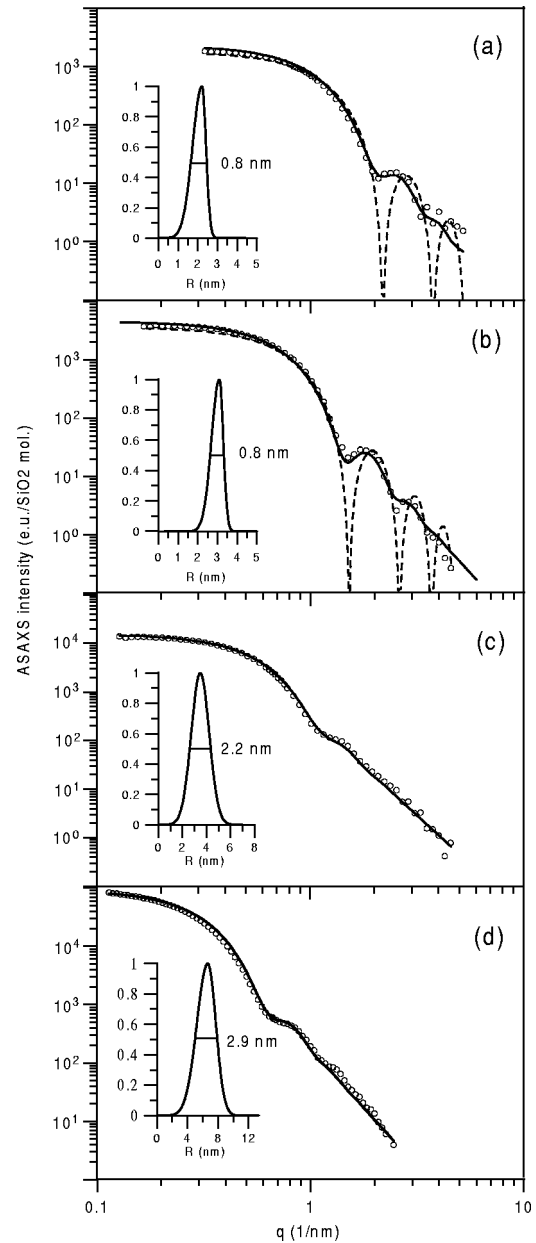 (a)
10³
10²
10¹
10⁰
1
0.8
0.6
0.4
0.2
0
0 1 2 3 4 5
R (nm)
0.8 nm
(b)
10³
10²
10¹
10⁰
1
0.8
0.6
0.4
0.2
0
0 1 2 3 4 5
R (nm)
0.8 nm
ASAXS intensity (e.u./SiO2 mol.)
(c)
10⁴
10³
10²
10¹
10⁰
1
0.8
0.6
0.4
0.2
0
0 2 4 6 8
R (nm)
2.2 nm
(d)
10⁴
10³
10²
10¹
1
0.8
0.6
0.4
0.2
0
0 4 8 12
R (nm)
2.9 nm
0.1 1 10
q (1/nm)